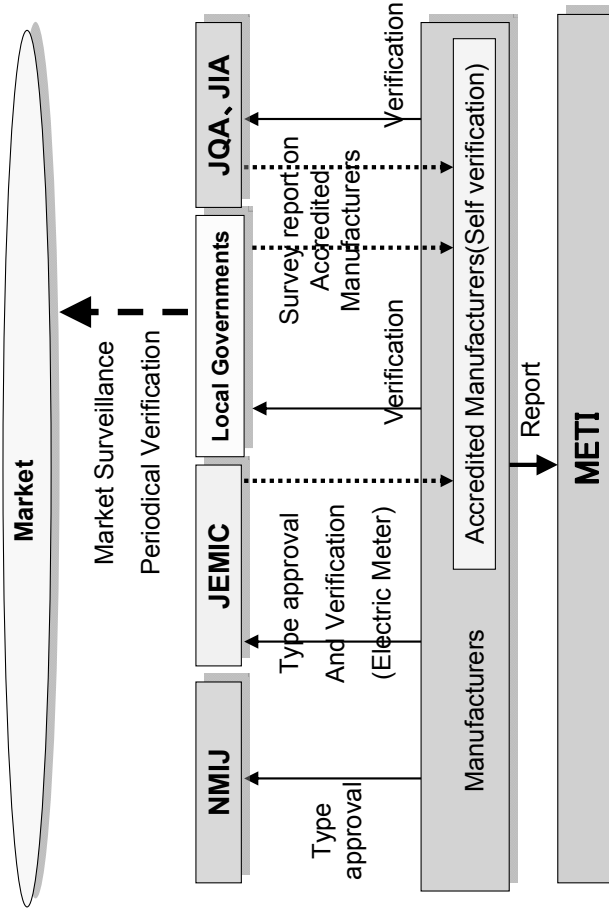 Market
Market Surveillance
Periodical Verification
NMIJ
JEMIC
Local Governments
JQA、JIA
Type
approval
Type approval
And Verification
(Electric Meter)
Verification
Survey report on
Accredited
Manufacturers
Verification
Manufacturers
Accredited Manufacturers(Self verification)
Report
METI